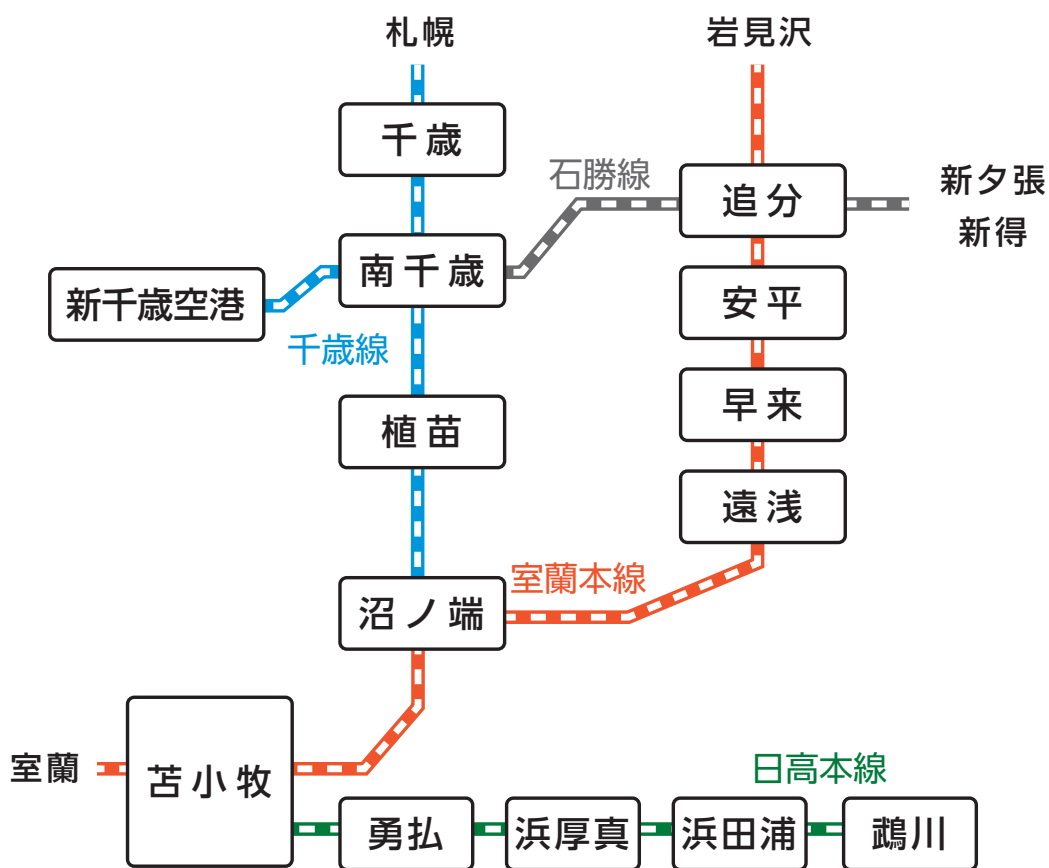 札幌
岩見沢
千歳
石勝線
追分
新夕張
新得
南千歳
新千歳空港
安平
千歳線
植苗
早来
遠浅
室蘭本線
沼ノ端
室蘭
苫小牧
日高本線
勇払
浜厚真
浜田浦
鵡川